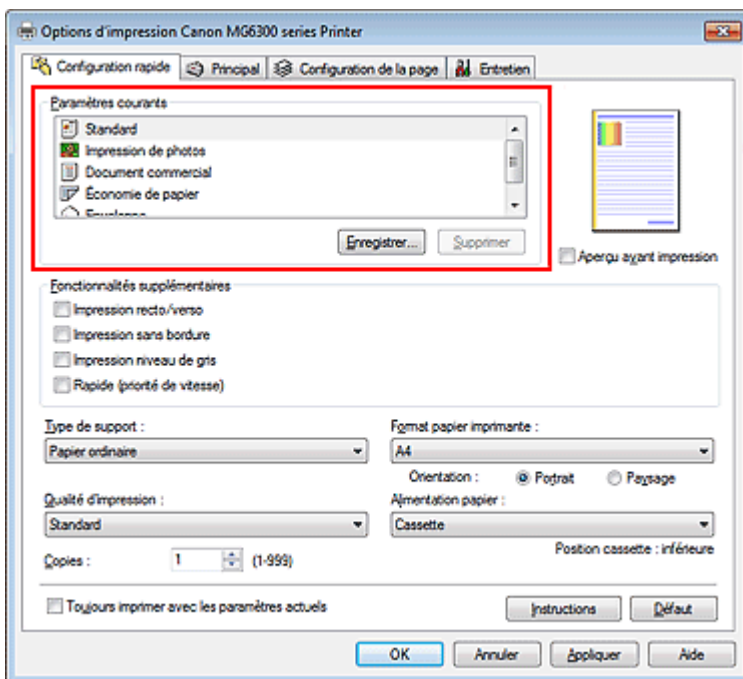 Options d'impression Canon MG6300 series Printer
Configuration rapide Principal Configuration de la page Entretien
Paramètres courants
Standard
Impression de photos
Document commercial
Économie de papier
Enregistrer... Supprimer
Aperçu avant impression
Fonctionnalités supplémentaires
Impression recto/verso
Impression sans bordure
Impression niveau de gris
Rapide (priorité de vitesse)
Type de support : Format papier imprimante :
Papier ordinaire A4
Orientation : Portrait Paysage
Qualité d'impression : Alimentation papier :
Standard Cassette
Position cassette : inférieure
Copies : 1 (1-999)
Toujours imprimer avec les paramètres actuels Instructions Défaut
OK Annuler Appliquer Aide